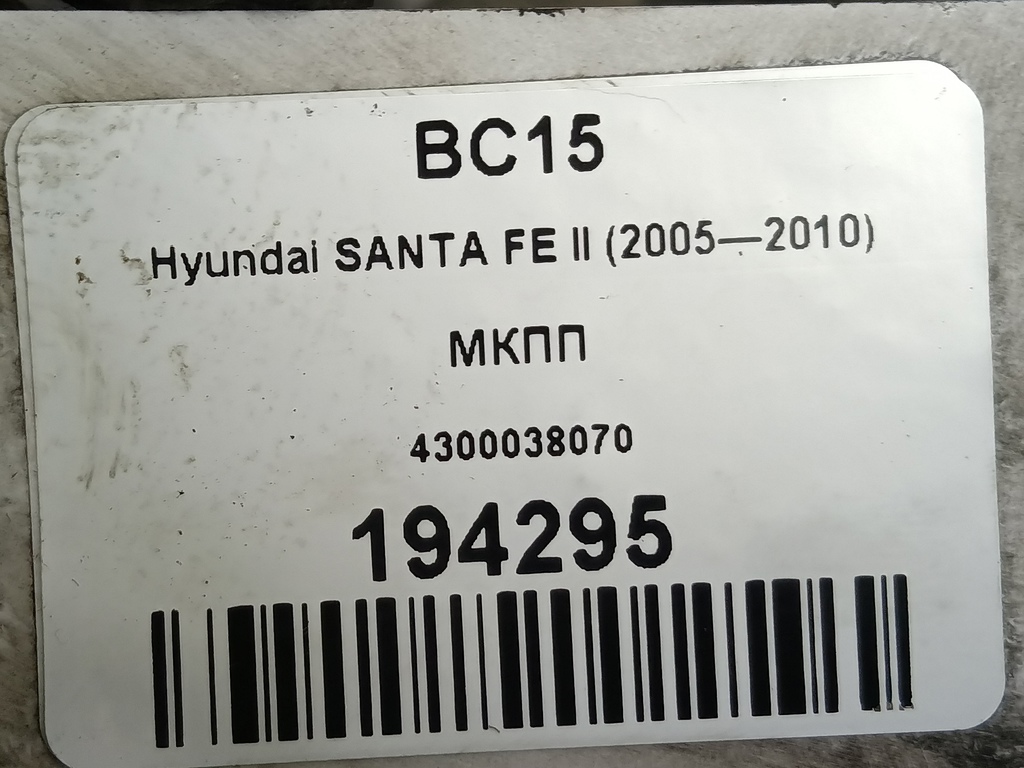 BC15
Hyundai SANTA FE II (2005—2010)
МКПП
4300038070
194295